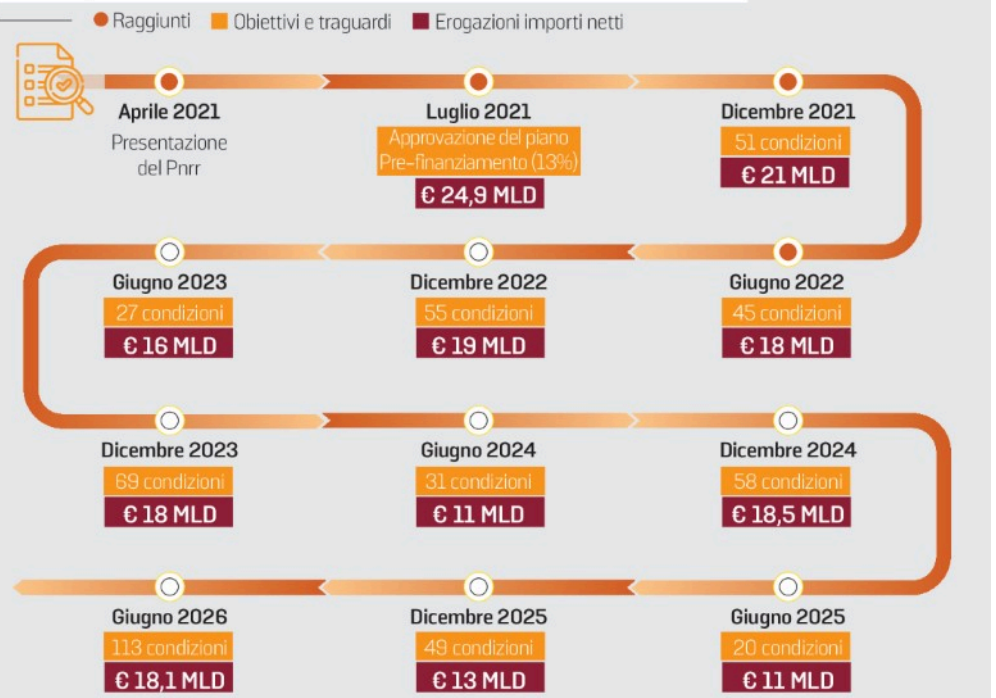 Raggiunti Obiettivi e traguardi Erogazioni importi netti
Aprile 2021
Presentazione
del Pnrr
Luglio 2021
Approvazione del piano
Pre-finanziamento (13%)
€ 24,9 MLD
Dicembre 2021
51 condizioni
€ 21 MLD
Giugno 2022
45 condizioni
€ 18 MLD
Dicembre 2022
55 condizioni
€ 19 MLD
Giugno 2023
27 condizioni
€ 16 MLD
Dicembre 2023
69 condizioni
€ 18 MLD
Giugno 2024
31 condizioni
€ 11 MLD
Dicembre 2024
58 condizioni
€ 18,5 MLD
Giugno 2025
20 condizioni
€ 11 MLD
Dicembre 2025
49 condizioni
€ 13 MLD
Giugno 2026
113 condizioni
€ 18,1 MLD